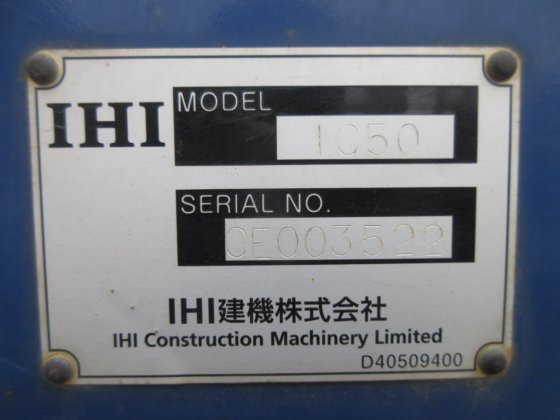 IHI
MODEL
IC50
SERIAL NO.
CE003522
IHI建機株式会社
IHI Construction Machinery Limited
D40509400